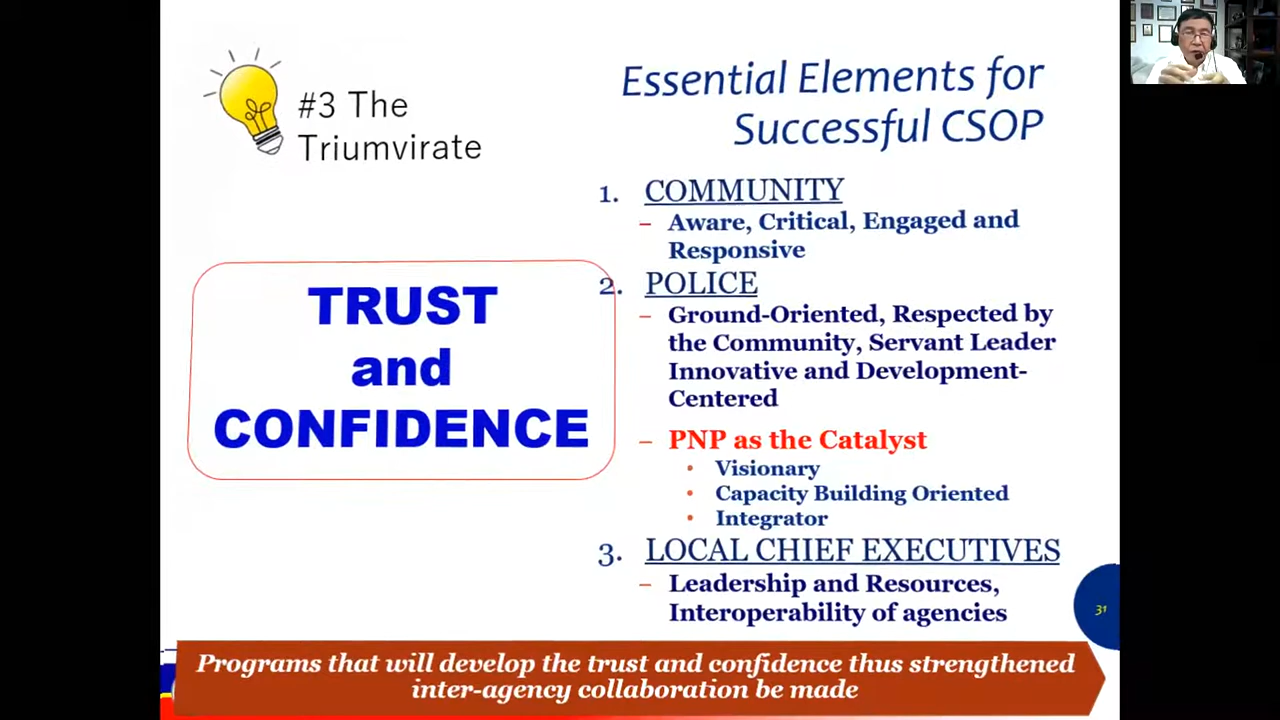 #3 The
Triumvirate
Essential Elements for
Successful CSOP
TRUST
and
CONFIDENCE
1. COMMUNITY
– Aware, Critical, Engaged and
Responsive
2. POLICE
– Ground-Oriented, Respected by
the Community, Servant Leader
Innovative and Development-
Centered
– PNP as the Catalyst
• Visionary
• Capacity Building Oriented
• Integrator
3. LOCAL CHIEF EXECUTIVES
– Leadership and Resources,
Interoperability of agencies
31
Programs that will develop the trust and confidence thus strengthened
inter-agency collaboration be made